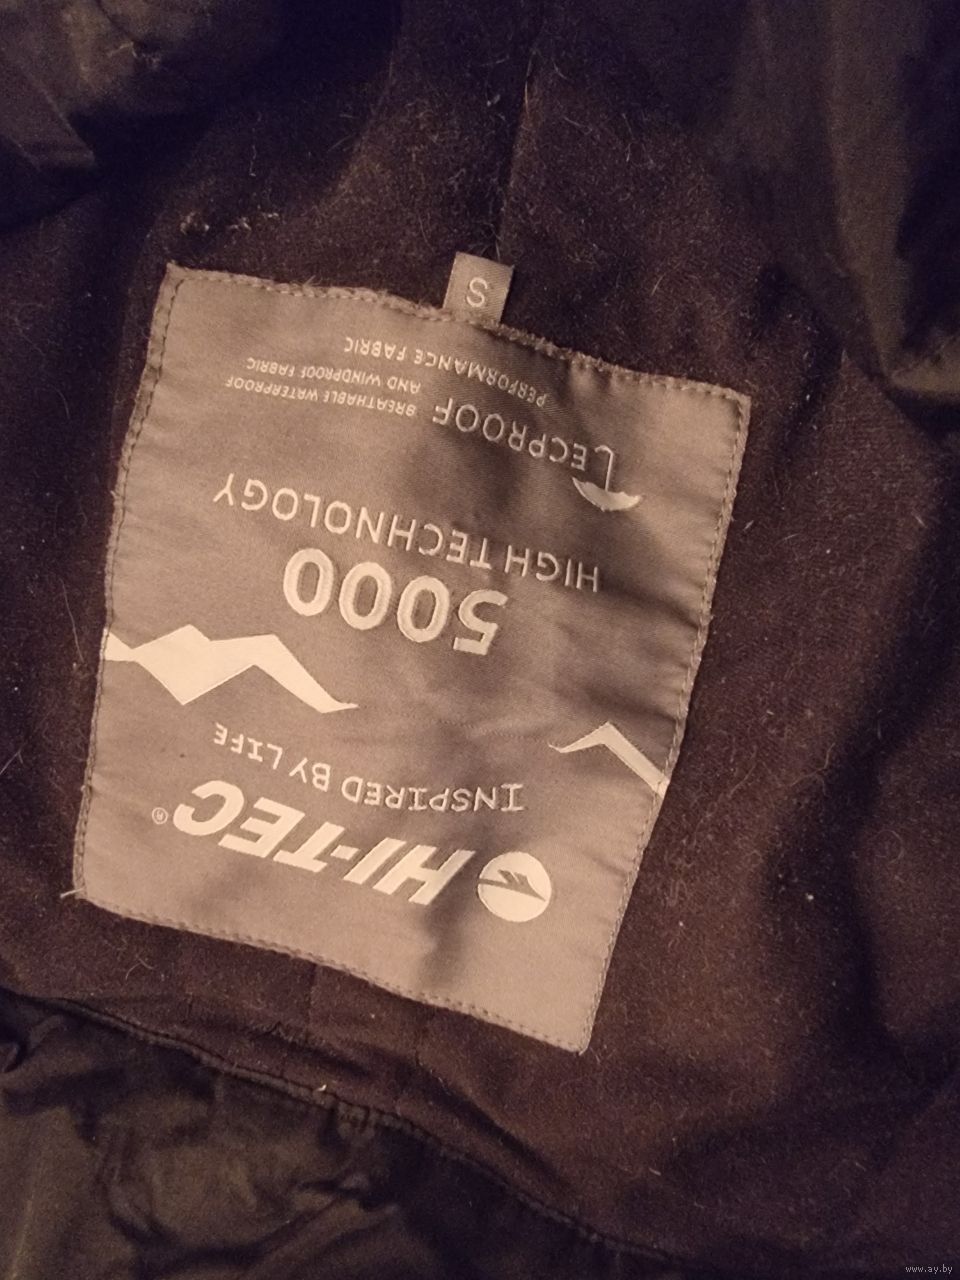 HI-TEC®
INSPIRED BY LIFE
5000
HIGH TECHNOLOGY
TECPROOF
BREATHABLE WATERPROOF
AND WINDPROOF FABRIC
PERFORMANCE FABRIC
S
www.ay.by